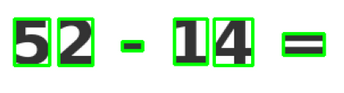 52 - 14 =